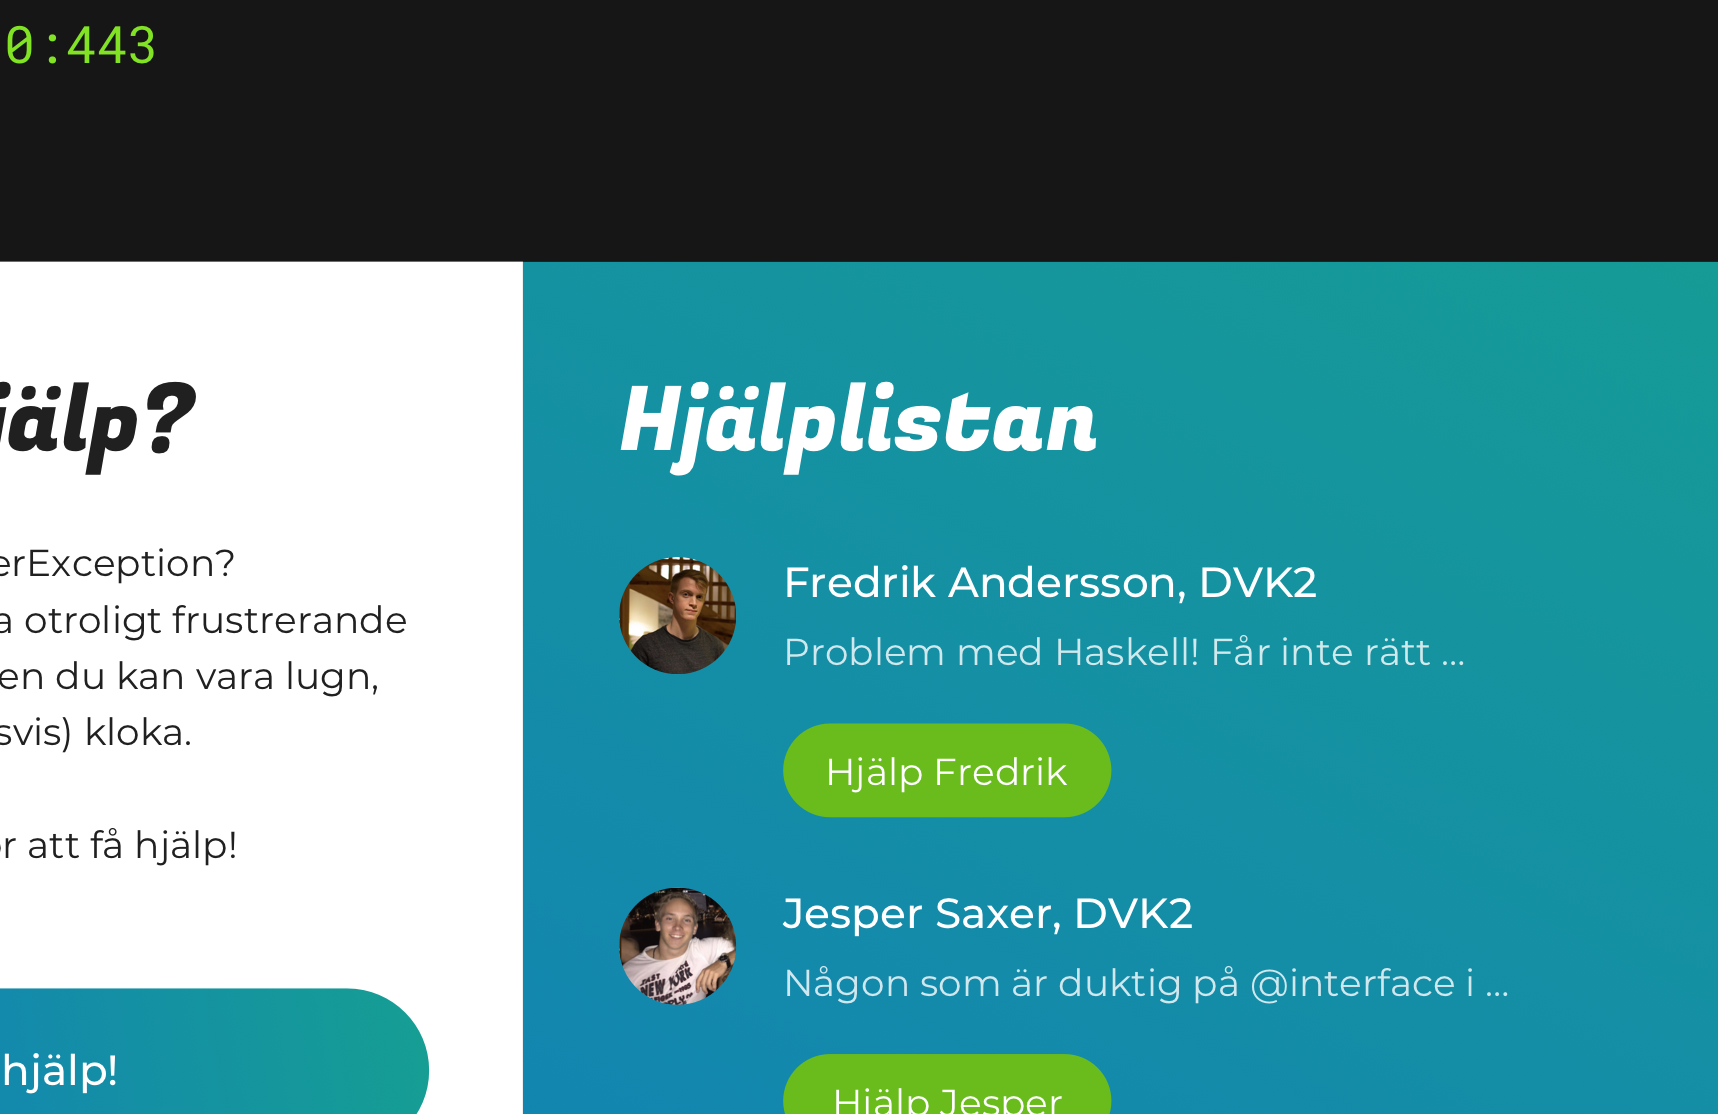 0:443
jälp?
erException?
a otroligt frustrerande
en du kan vara lugn,
svis) kloka.
r att få hjälp!
hjälp!
Hjälplistan
Fredrik Andersson, DVK2
Problem med Haskell! Får inte rätt ...
Hjälp Fredrik
Jesper Saxer, DVK2
Någon som är duktig på @interface i ...
Hjälp Jesper